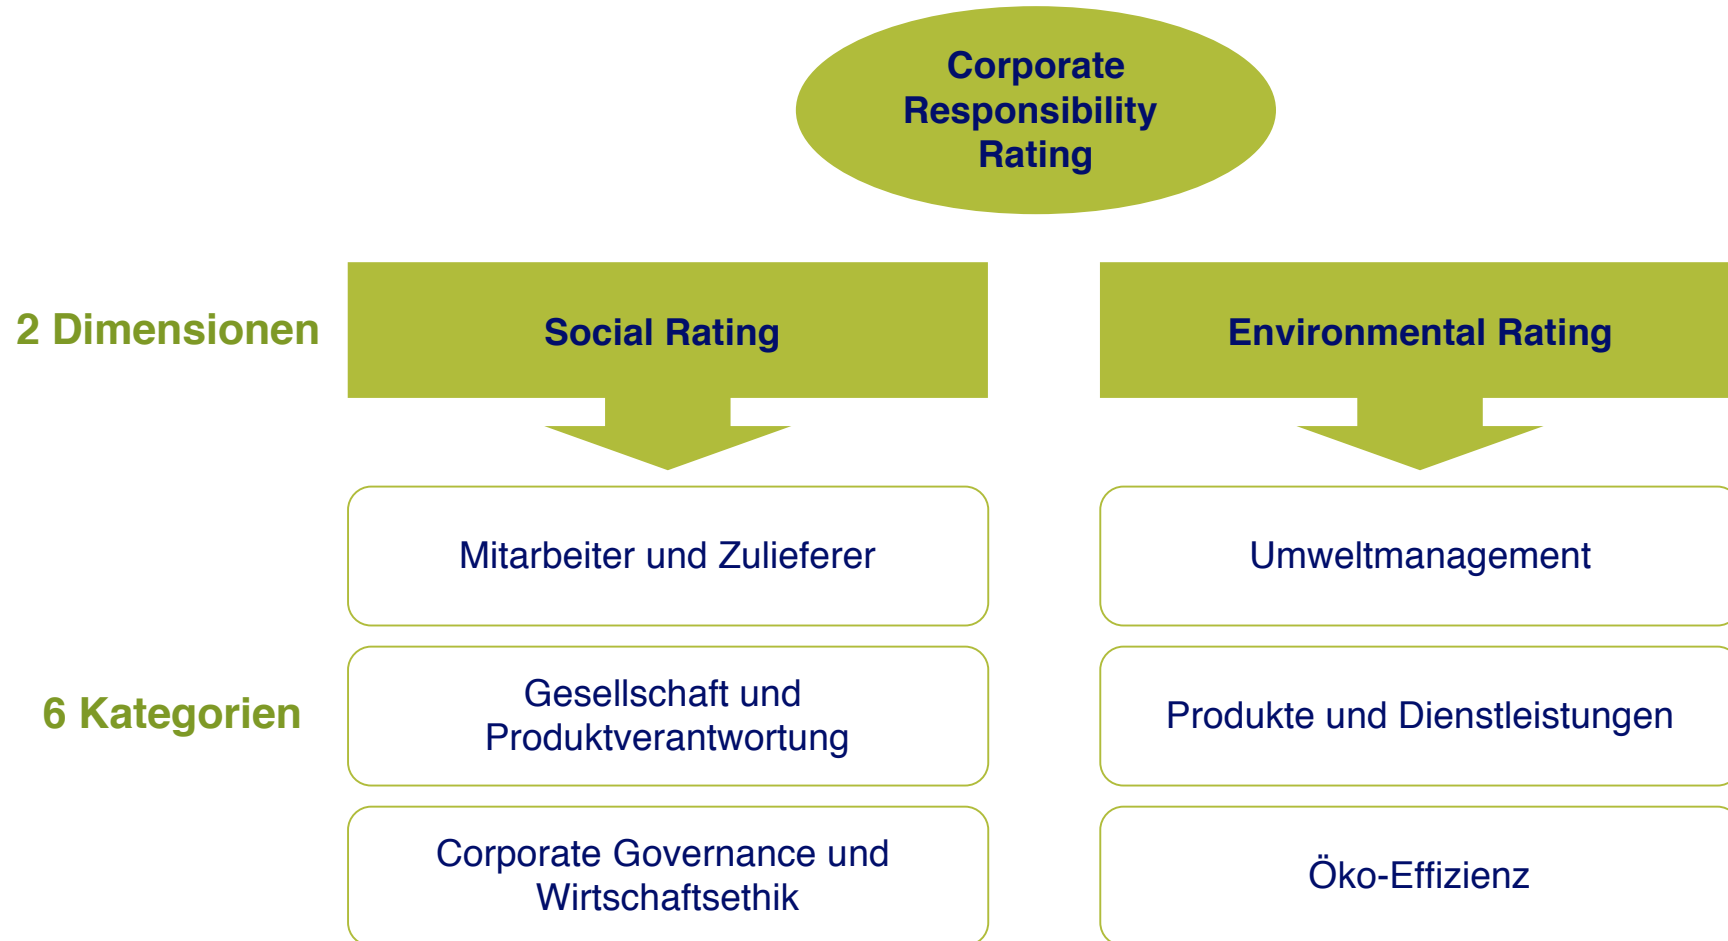 Corporate
Responsibility
Rating
2 Dimensionen
Social Rating
Environmental Rating
Mitarbeiter und Zulieferer
Umweltmanagement
6 Kategorien
Gesellschaft und
Produktverantwortung
Produkte und Dienstleistungen
Corporate Governance und
Wirtschaftsethik
Öko-Effizienz